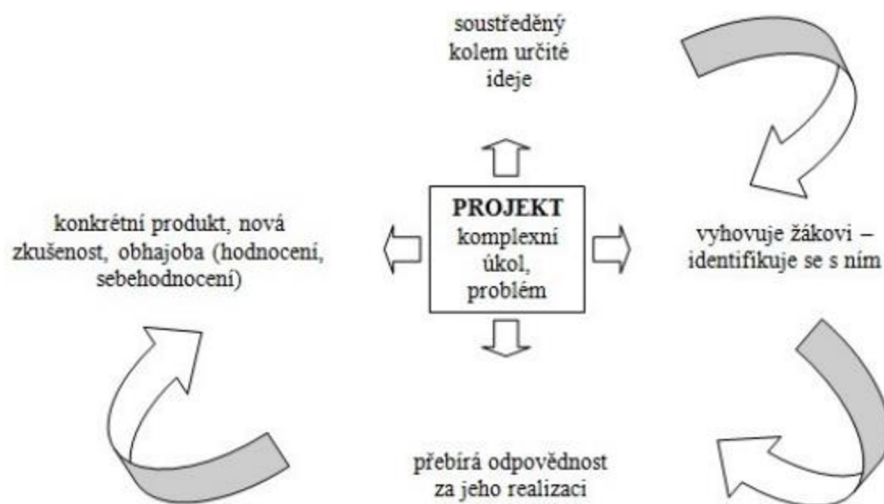 soustředěný
kolem určité
ideje
PROJEKT
komplexní
úkol,
problém
konkrétní produkt, nová
zkušenost, obhajoba (hodnocení,
sebehodnocení)
vyhovuje žákovi –
identifikuje se s ním
přebírá odpovědnost
za jeho realizaci